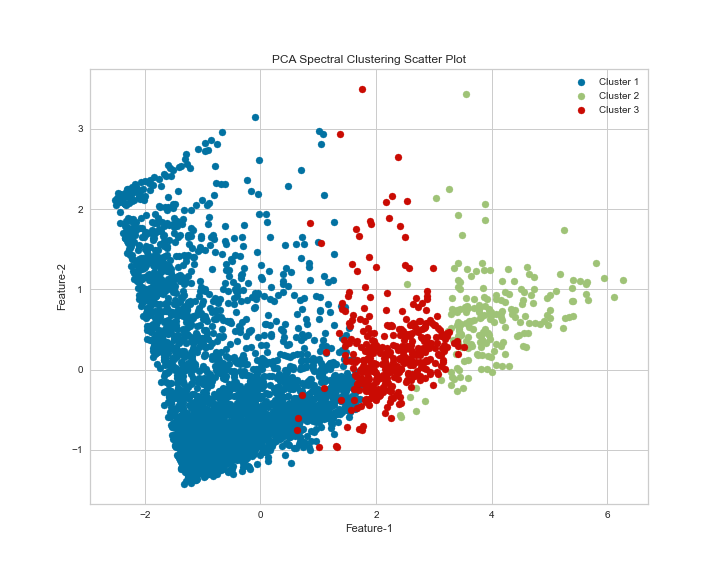 PCA Spectral Clustering Scatter Plot
Cluster 1
Cluster 2
Cluster 3
3
2
1
0
−1
Feature-2
−2
0
2
4
6
Feature-1